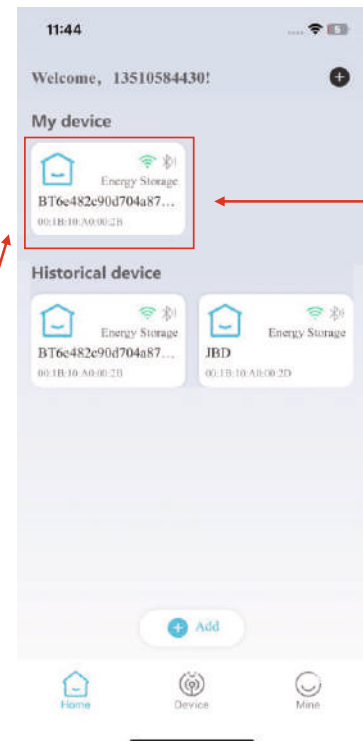 11:44
5
Welcome, 13510584430!
My device
Energy Storage
BT6e482c90d704a87...
00:1B:10:A0:00:2B
Historical device
Energy Storage
BT6e482c90d704a87...
00:1B:10:A0:00:2B
Energy Storage
JBD
00:1B:10:A0:00:2D
Add
Home
Device
Mine